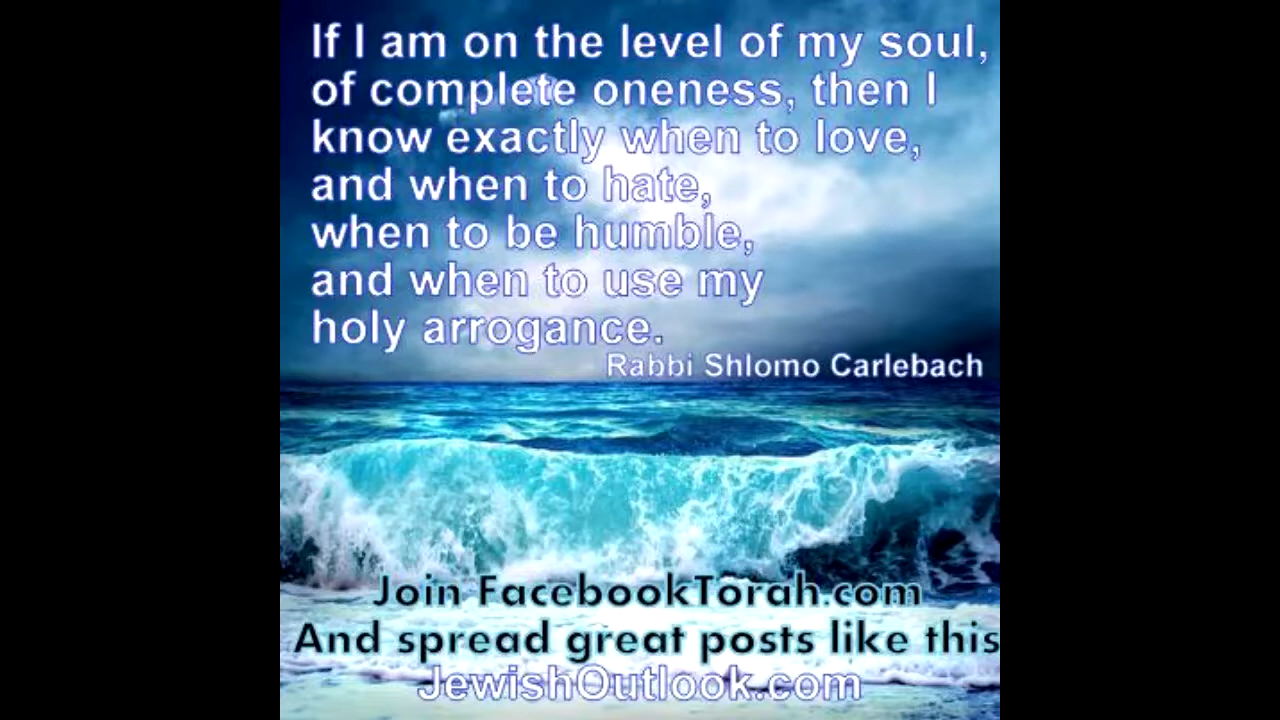 If I am on the level of my soul,
of complete oneness, then I
know exactly when to love,
and when to hate,
when to be humble,
and when to use my
holy arrogance.
Rabbi Shlomo Carlebach
Join FacebookTorah.com
And spread great posts like this
JewishOutlook.com